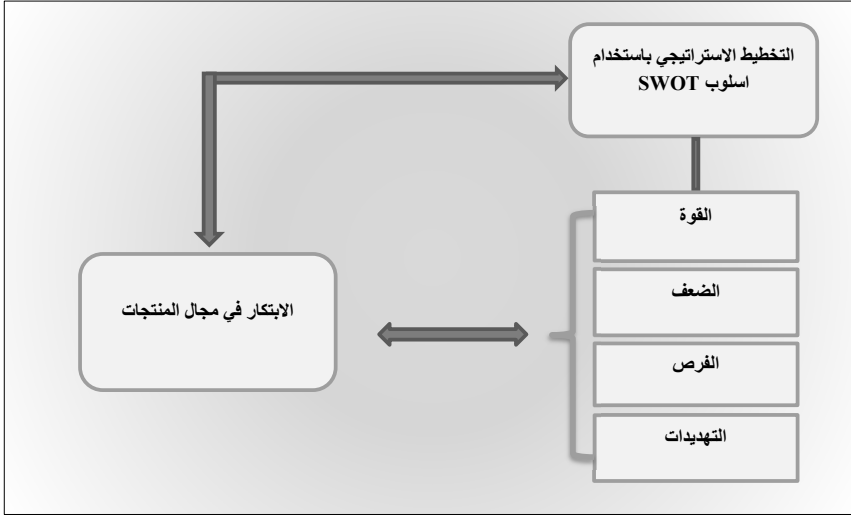 التخطيط الاستراتيجي باستخدام
اسلوب SWOT
القوة
الضعف
الفرص
التهديدات
الابتكار في مجال المنتجات